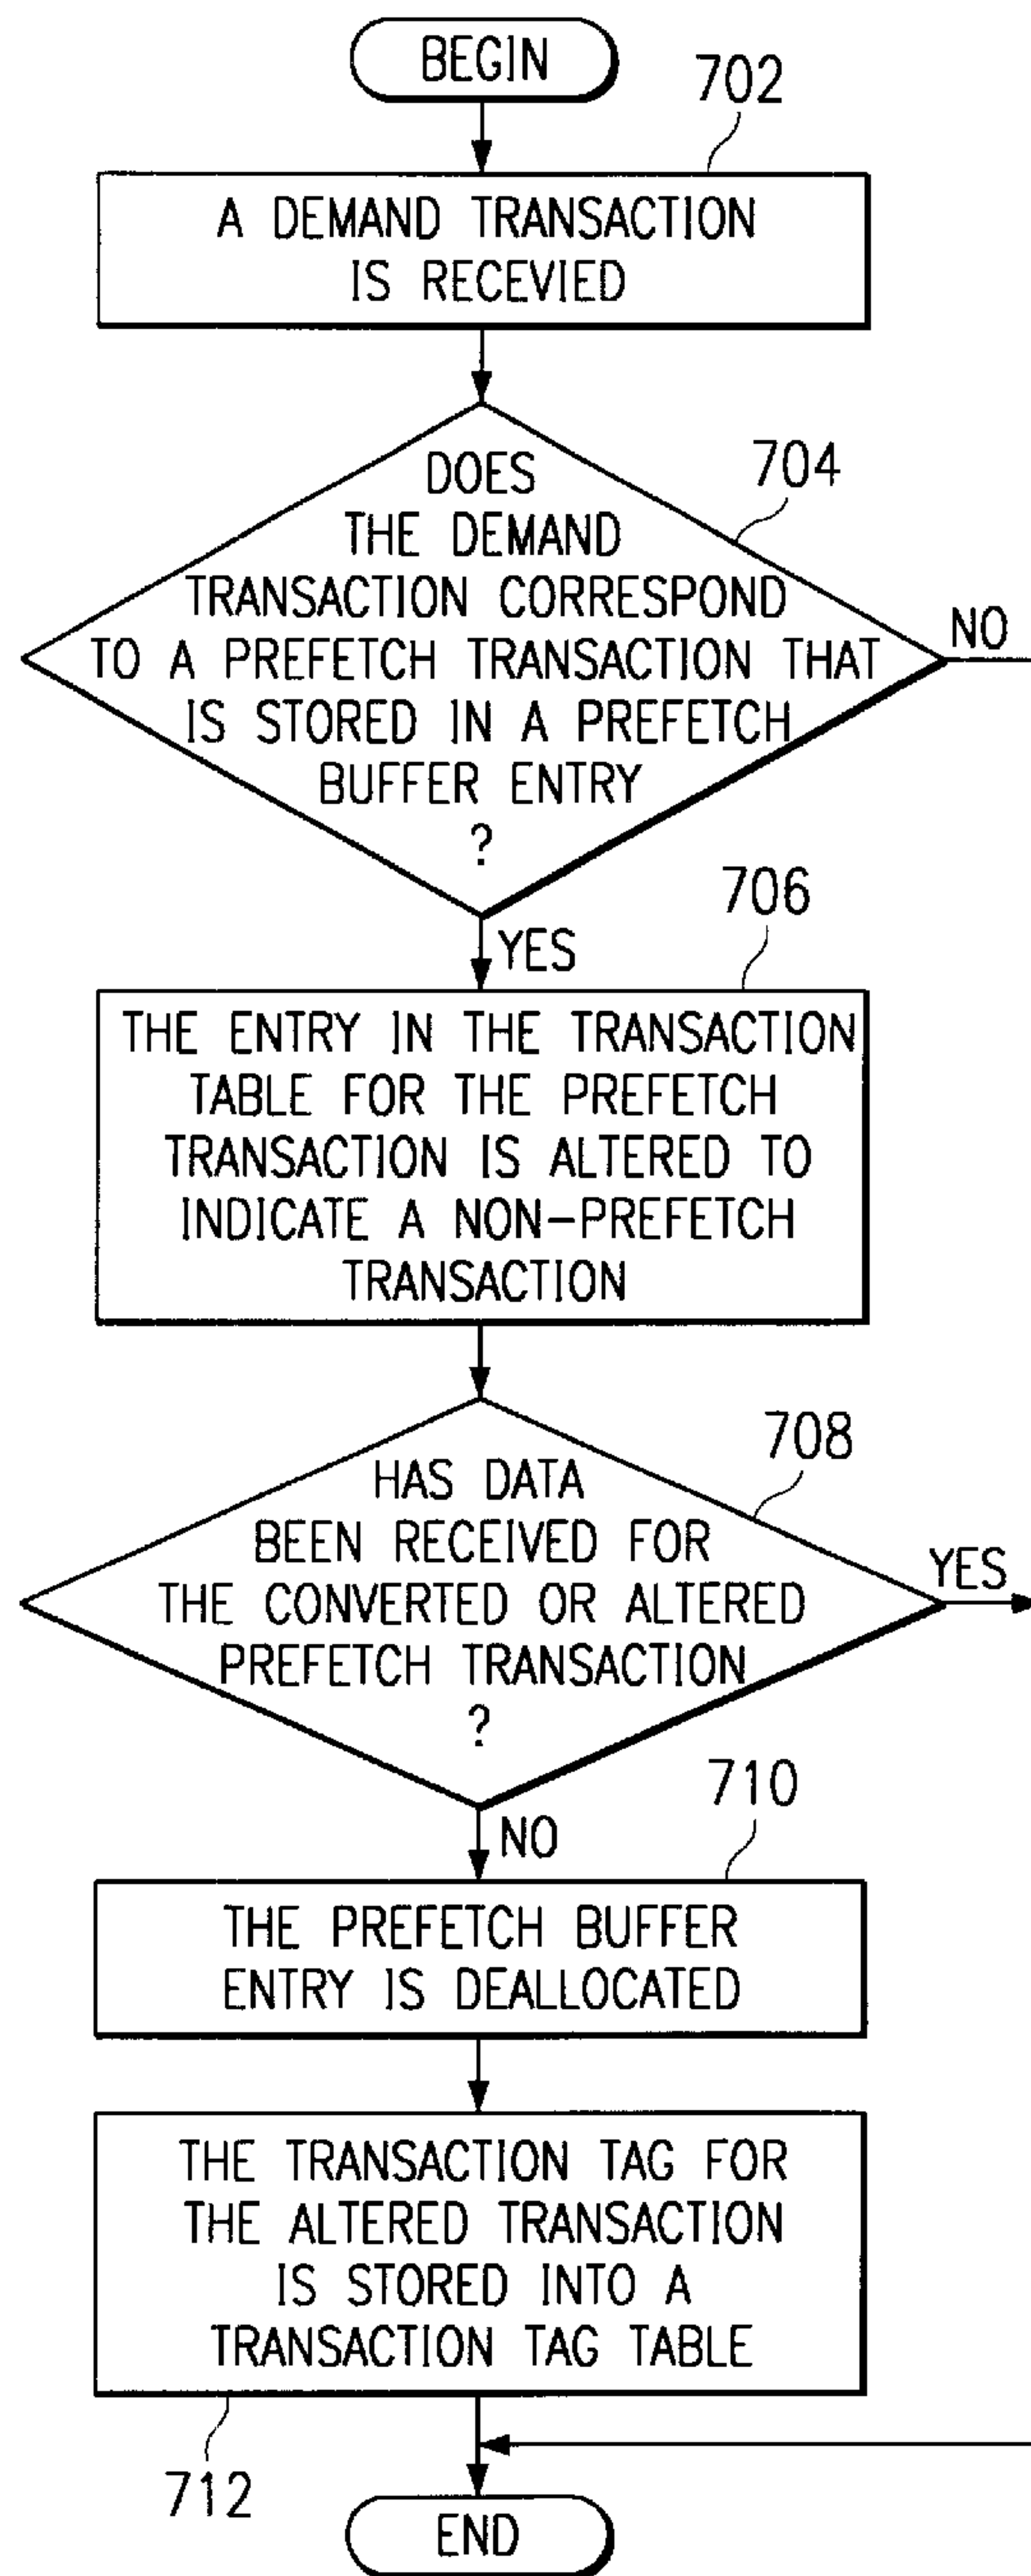 BEGIN
702
A DEMAND TRANSACTION
IS RECEVIED
704
DOES
THE DEMAND
TRANSACTION CORRESPOND
TO A PREFETCH TRANSACTION THAT
IS STORED IN A PREFETCH
BUFFER ENTRY
?
NO
YES
706
THE ENTRY IN THE TRANSACTION
TABLE FOR THE PREFETCH
TRANSACTION IS ALTERED TO
INDICATE A NON-PREFETCH
TRANSACTION
708
HAS DATA
BEEN RECEIVED FOR
THE CONVERTED OR ALTERED
PREFETCH TRANSACTION
?
YES
NO
710
THE PREFETCH BUFFER
ENTRY IS DEALLOCATED
THE TRANSACTION TAG FOR
THE ALTERED TRANSACTION
IS STORED INTO A
TRANSACTION TAG TABLE
712
END